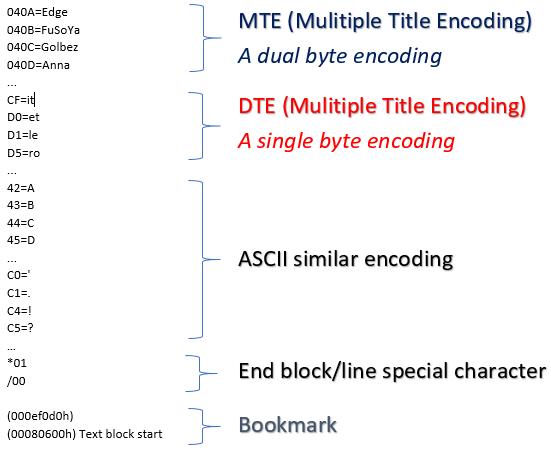 040A=Edge
040B=FuSoYa
040C=Golbez
040D=Anna
...
CF=it
D0=et
D1=le
D5=ro
...
42=A
43=B
44=C
45=D
...
C0='
C1=.
C4=!
C5=?
...
*01
/00
(000ef0d0h)
(00080600h) Text block start
MTE (Mulitiple Title Encoding)
A dual byte encoding
DTE (Mulitiple Title Encoding)
A single byte encoding
ASCII similar encoding
End block/line special character
Bookmark